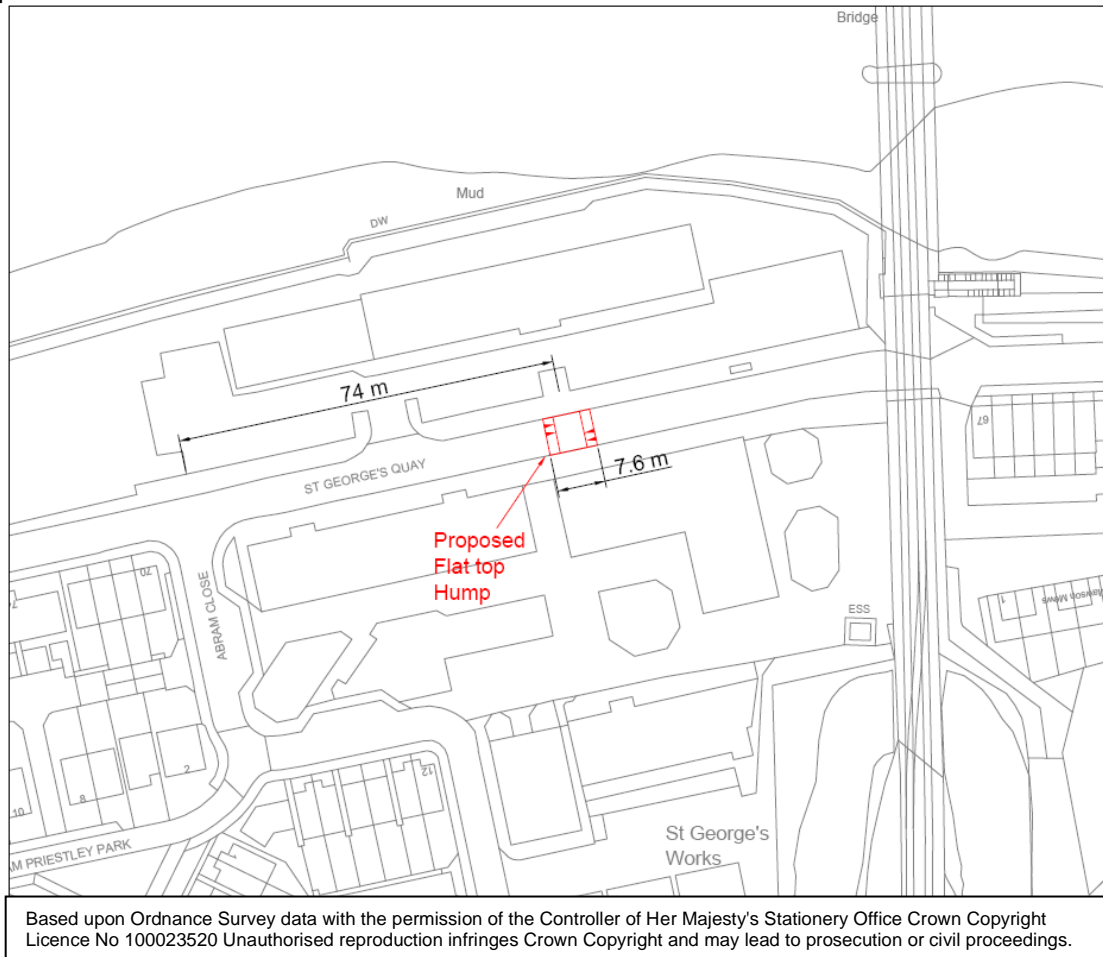 Bridge
Mud
DW
74 m
67
ST GEORGE'S QUAY
7.6 m
Proposed
Flat top
Hump
70
ABRAM CLOSE
ESS
1
Mawson Mews
2
12
8
10
1
AM PRIESTLEY PARK
St George's
Works
Based upon Ordnance Survey data with the permission of the Controller of Her Majesty's Stationery Office Crown Copyright
Licence No 100023520 Unauthorised reproduction infringes Crown Copyright and may lead to prosecution or civil proceedings.